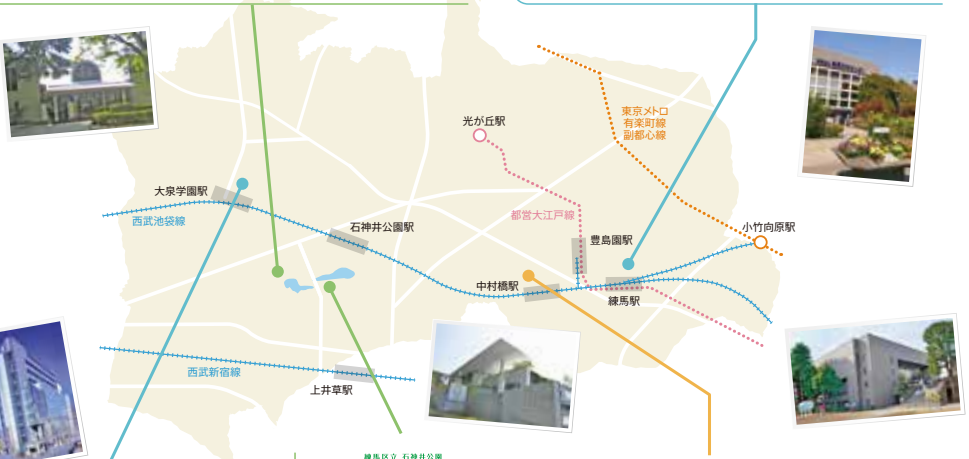 東京メトロ
有楽町線
副都心線
光が丘駅
大泉学園駅
西武池袋線
石神井公園駅
都営大江戸線
小竹向原駅
豊島園駅
中村橋駅
練馬駅
西武新宿線
上井草駅
練馬区立 石神井公園